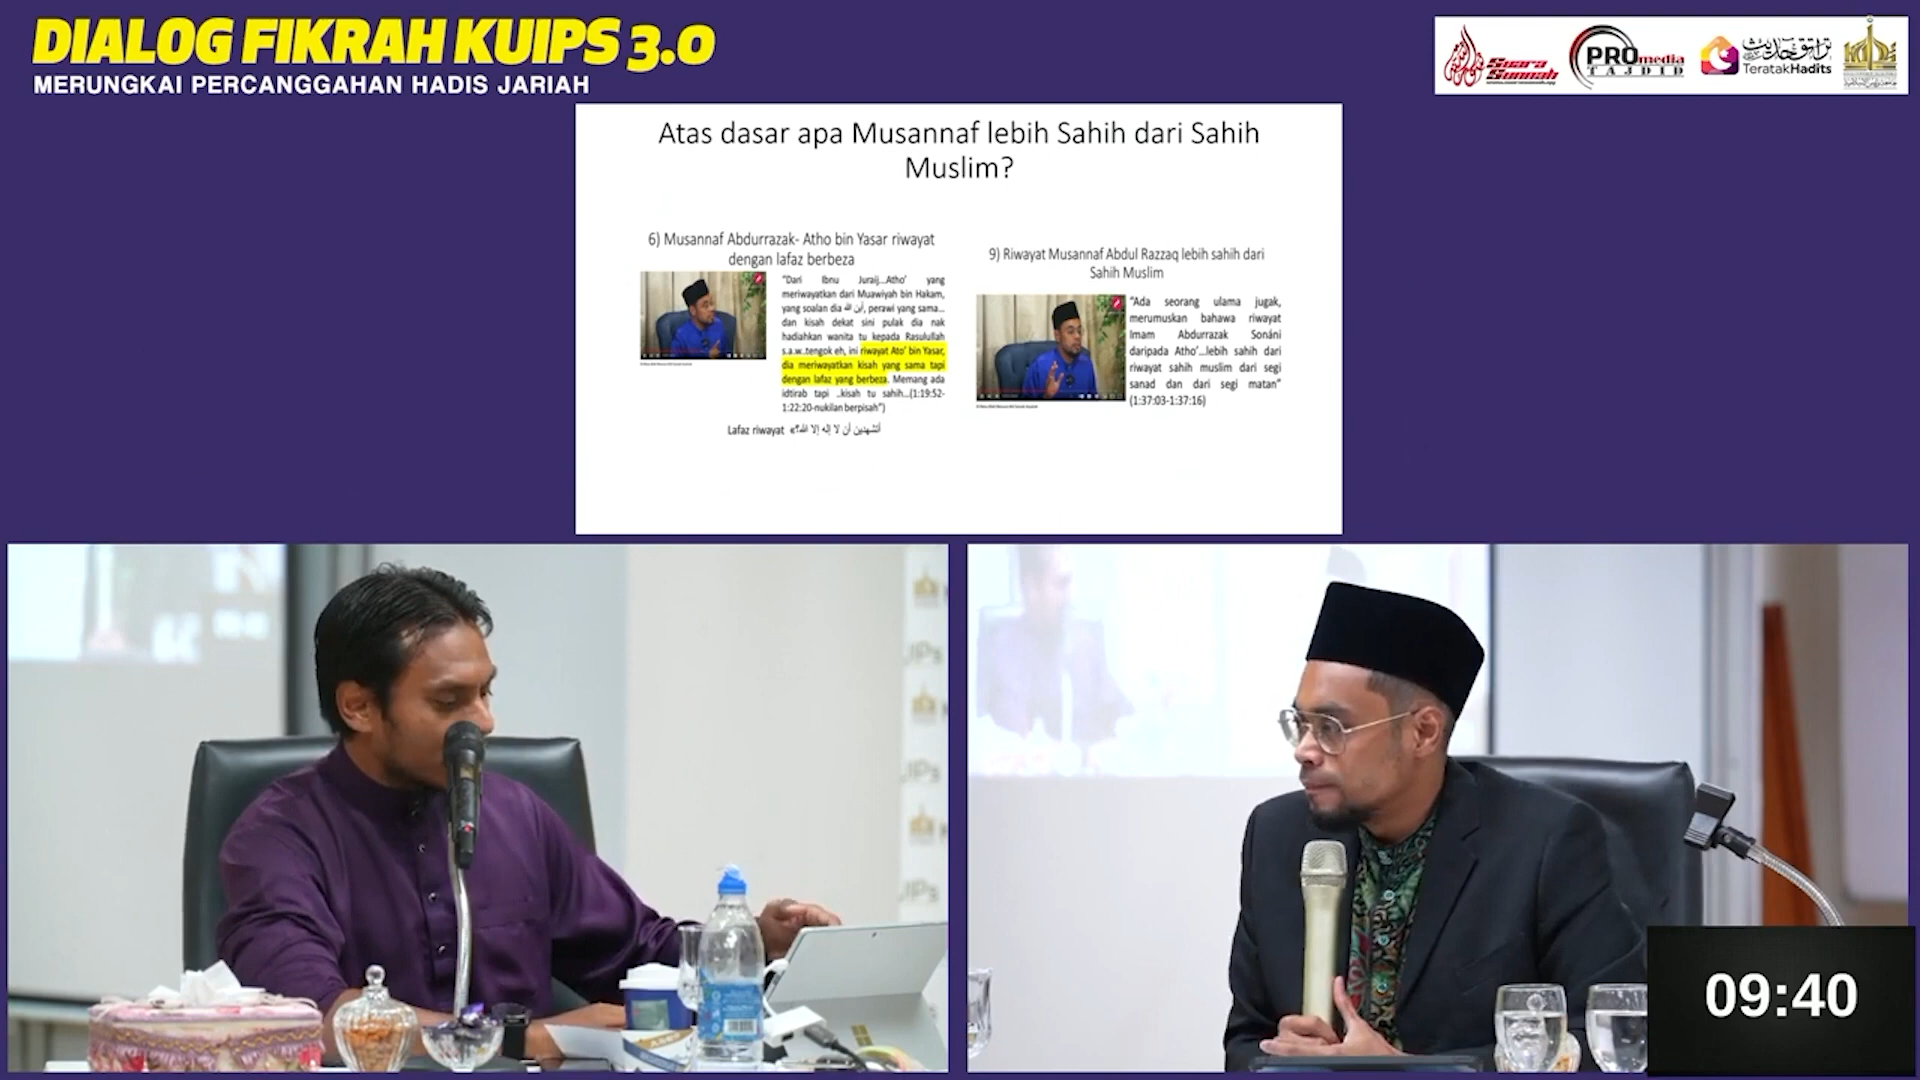 DIALOG FIKRAH KUIPS 3.0
MERUNGKAI PERCANGGAHAN HADIS JARIAH
Suara
Sunnah
PROmedia
TAJDID
TeratakHadits
Atas dasar apa Musannaf lebih Sahih dari Sahih
Muslim?
6) Musannaf Abdurrazak- Atho bin Yasar riwayat
dengan lafaz berbeza
“Dari Ibnu Juraij...Atho’ yang
meriwayatkan dari Muawiyah bin Hakam,
yang soalan dia أين الله, perawi yang sama...
dan kisah dekat sini pulak dia nak
hadiahkan wanita tu kepada Rasulullah
s.a.w..tengok eh, ini riwayat Ato’ bin Yasar,
dia meriwayatkan kisah yang sama tapi
dengan lafaz yang berbeza. Memang ada
idtirab tapi ..kisah tu sahih...(1:19:52-
1:22:20-nukilan berpisah”)
Lafaz riwayat «أتشهدين أن لا إله إلا الله؟
9) Riwayat Musannaf Abdul Razzaq lebih sahih dari
Sahih Muslim
“Ada seorang ulama jugak,
merumuskan bahawa riwayat
Imam Abdurrazak Sonáni
daripada Atho’...lebih sahih dari
riwayat sahih muslim dari segi
sanad dan dari segi matan”
(1:37:03-1:37:16)
09:40